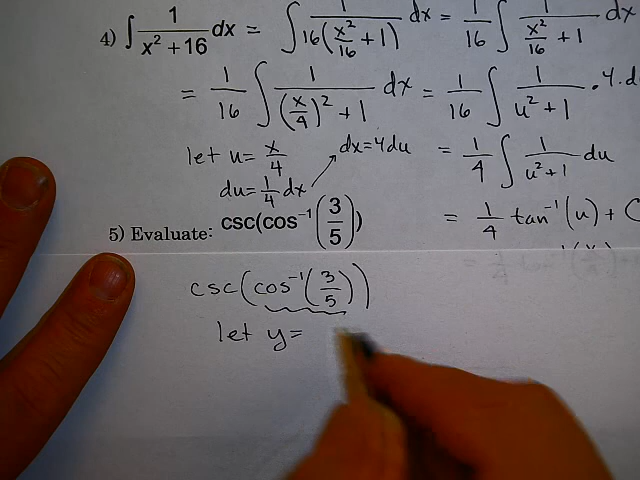 4) ∫ 1/(x² + 16) dx = ∫ 1/(16(x²/16 + 1)) dx = 1/16 ∫ 1/(x²/16 + 1) dx
= 1/16 ∫ 1/((x/4)² + 1) dx = 1/16 ∫ 1/(u² + 1) · 4 · d
let u = x/4 dx = 4du = 1/4 ∫ 1/(u² + 1) du
du = 1/4 dx
5) Evaluate: csc(cos⁻¹(3/5)) = 1/4 tan⁻¹(u) + C
csc(cos⁻¹(3/5))
let y =